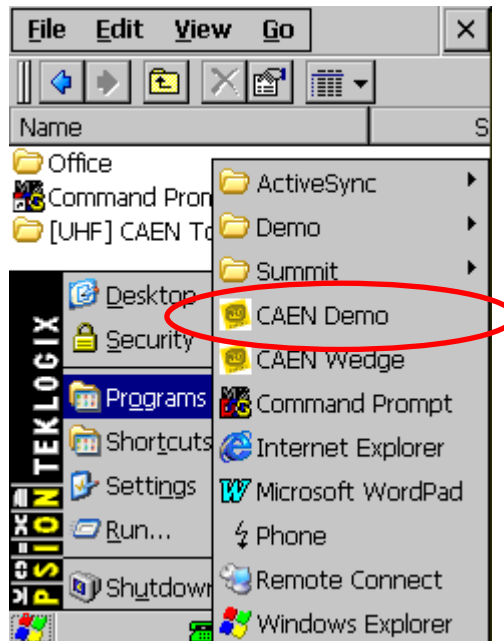 File Edit View Go
Name S
Office
Command Pron
[UHF] CAEN To
ActiveSync
Demo
Summit
CAEN Demo
CAEN Wedge
Command Prompt
Internet Explorer
Microsoft WordPad
Phone
Remote Connect
Windows Explorer
Desktop
Security
Programs
Shortcuts
Settings
Run...
Shutdown
PSION TEKLOGIX